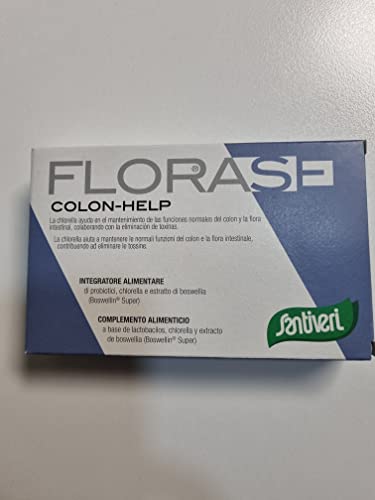 FLORASE®
COLON-HELP
La chlorella ayuda en el mantenimiento de las funciones normales del colon y la flora
intestinal, colaborando con la eliminación de toxinas.
La chlorella aiuta a mantenere le normali funzioni del colon e la flora intestinale,
contribuendo ad eliminare le tossine.
INTEGRATORE ALIMENTARE
di probiotici, chlorella e estratto di boswellia
(Boswellin® Super)
COMPLEMENTO ALIMENTICIO
a base de lactobacilos, chlorella y extracto
de boswellia (Boswellin® Super)
Santiveri